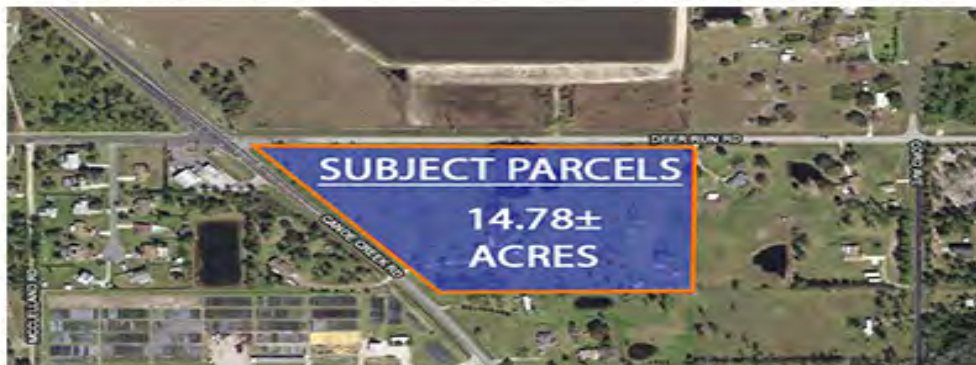 DEER RUN RD
SUBJECT PARCELS
14.78±
ACRES
CANOE CREEK RD
MCCLELLAND RD